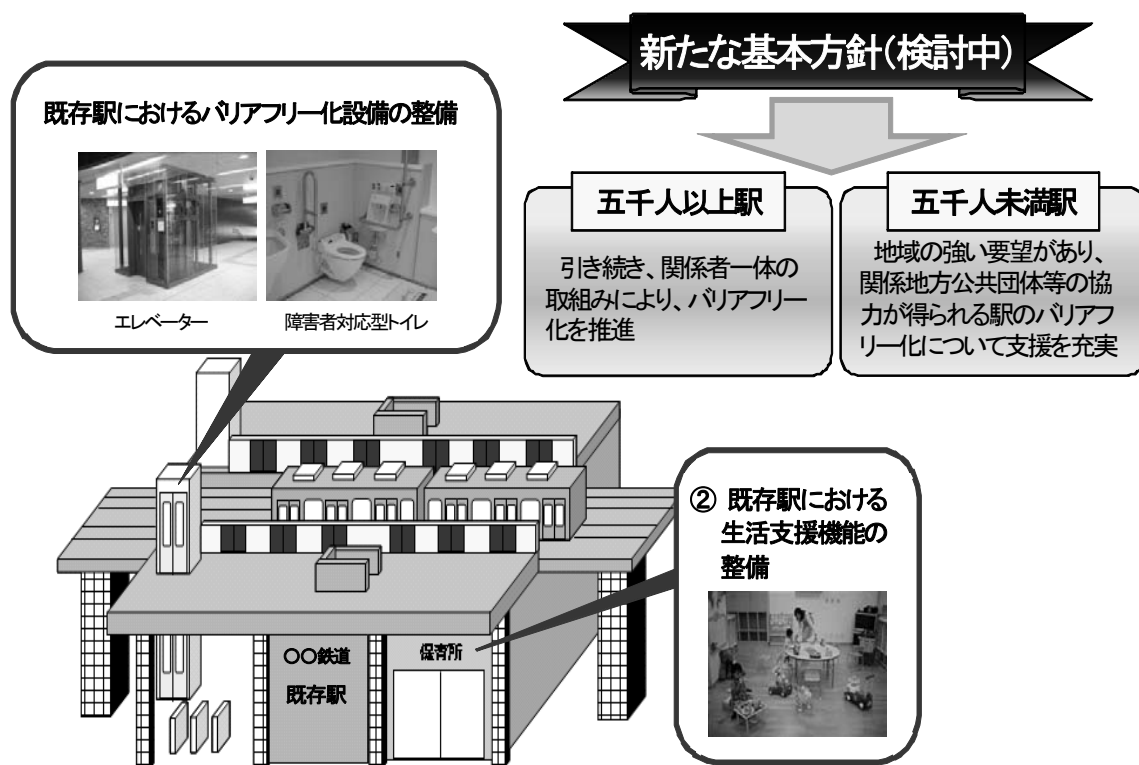 新たな基本方針(検討中)
既存駅におけるバリアフリー化設備の整備
エレベーター
障害者対応型トイレ
五千人以上駅
引き続き、関係者一体の
取組みにより、バリアフリー
化を推進
五千人未満駅
地域の強い要望があり、
関係地方公共団体等の協
力が得られる駅のバリアフ
リー化について支援を充実
② 既存駅における
生活支援機能の
整備
〇〇鉄道
既存駅
保育所